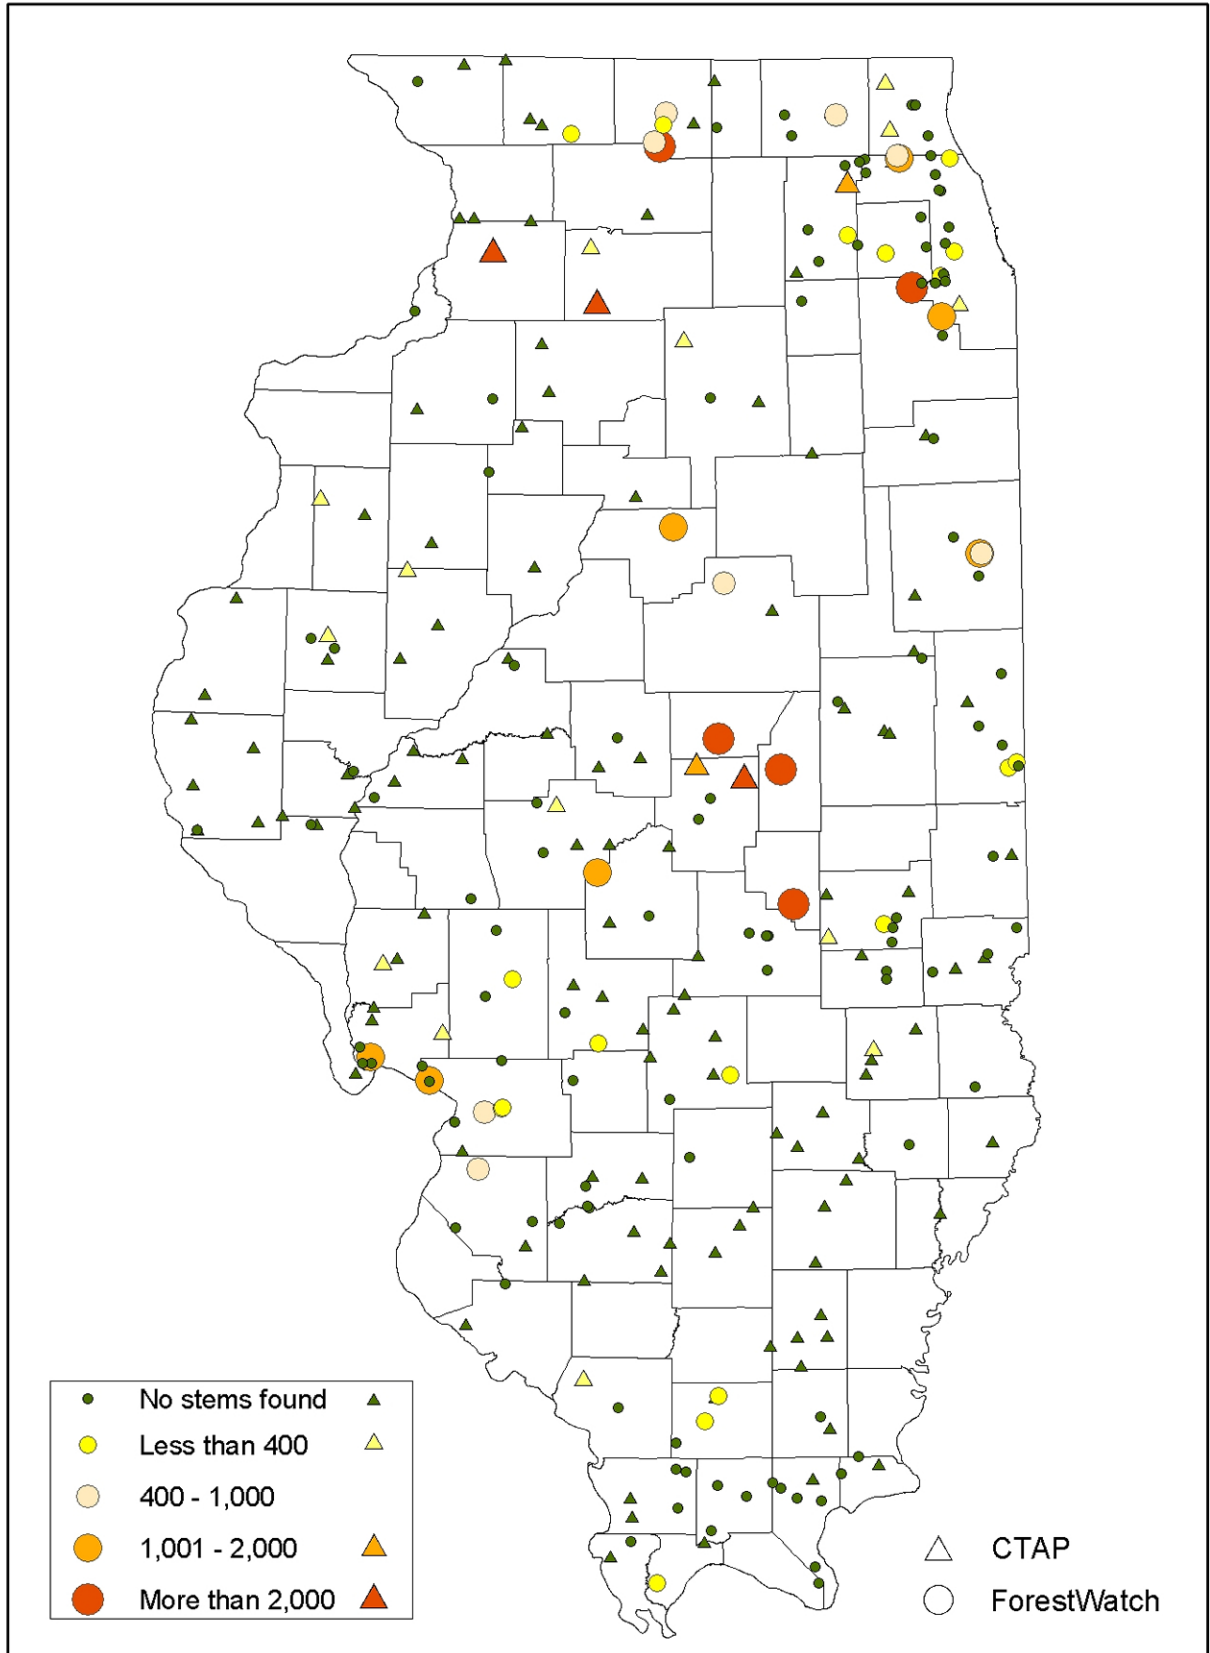 No stems found
Less than 400
400 - 1,000
1,001 - 2,000
More than 2,000
CTAP
ForestWatch